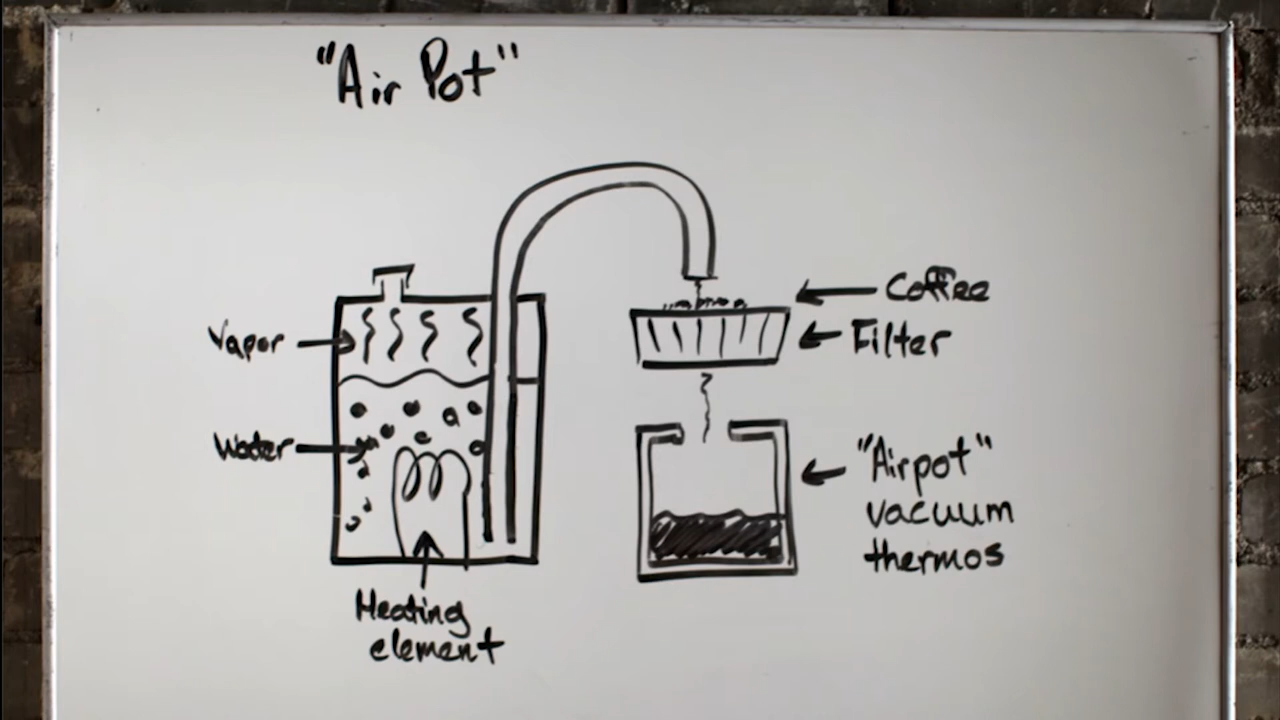 "Air Pot"
Vapor
Water
Heating
element
Coffee
Filter
"Airpot"
vacuum
thermos